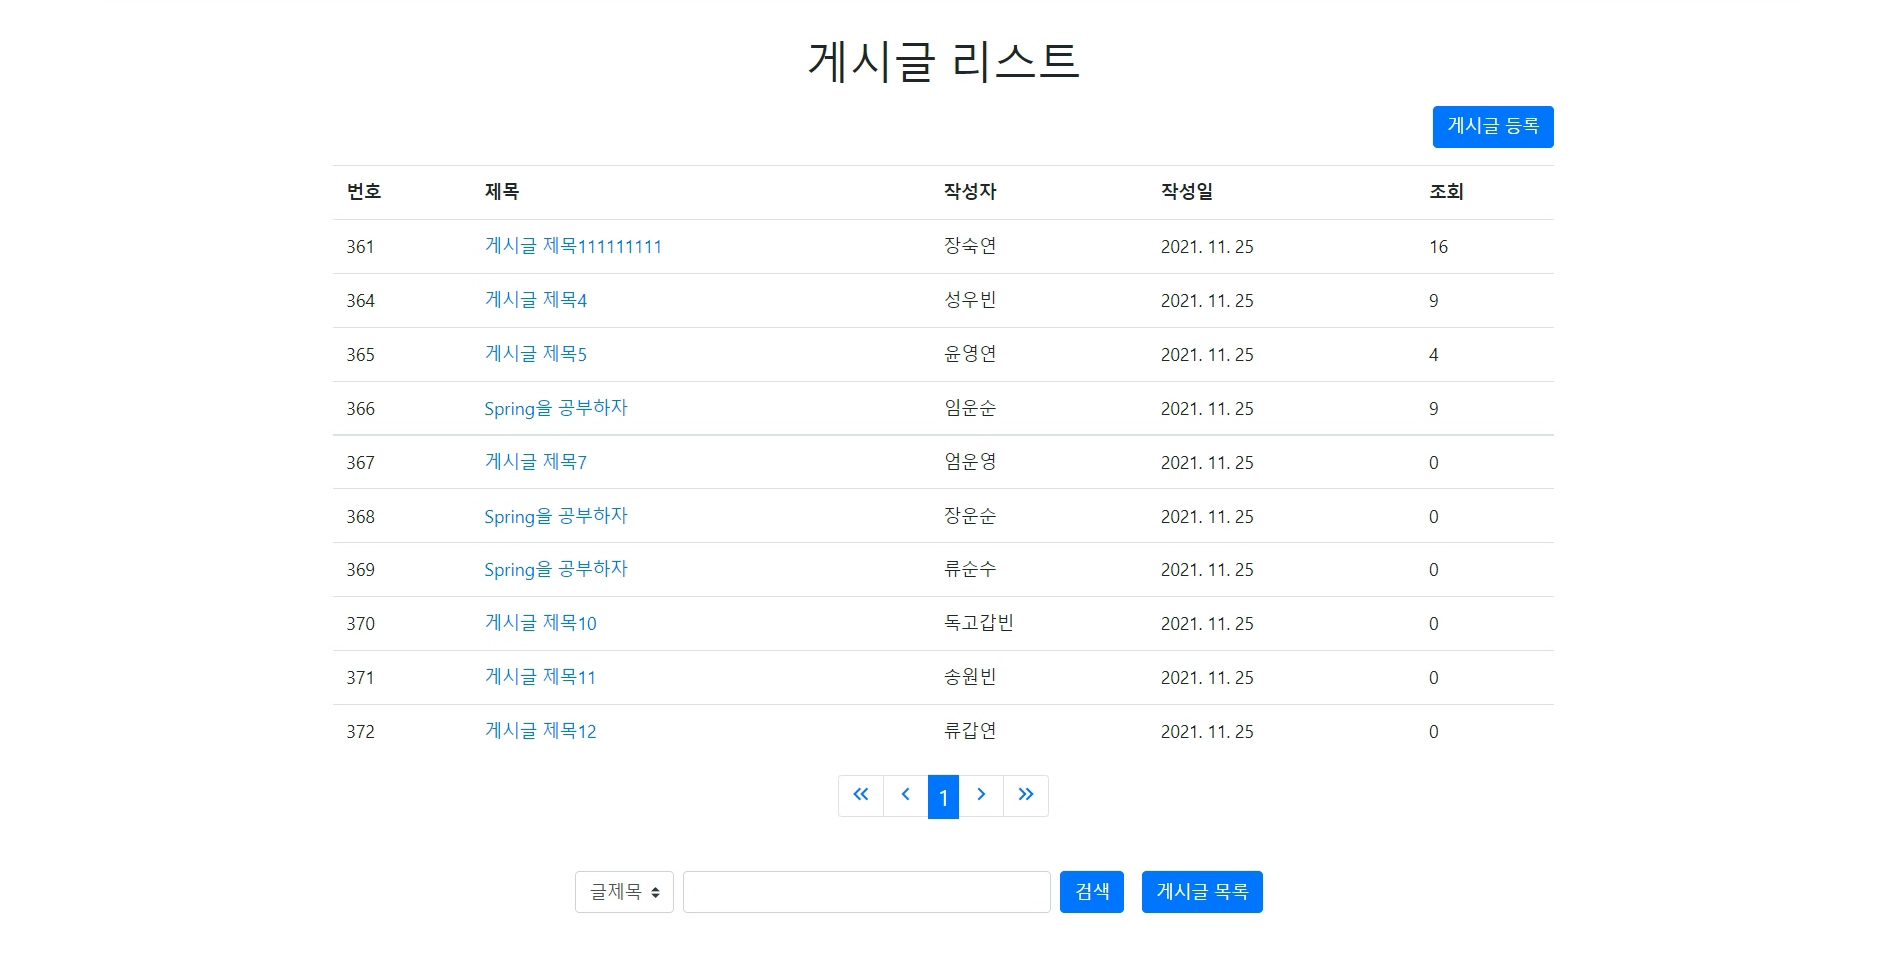 게시글 리스트
게시글 등록
번호 제목 작성자 작성일 조회
361 게시글 제목111111111 장숙연 2021. 11. 25 16
364 게시글 제목4 성우빈 2021. 11. 25 9
365 게시글 제목5 윤영연 2021. 11. 25 4
366 Spring을 공부하자 임운순 2021. 11. 25 9
367 게시글 제목7 엄운영 2021. 11. 25 0
368 Spring을 공부하자 장운순 2021. 11. 25 0
369 Spring을 공부하자 류순수 2021. 11. 25 0
370 게시글 제목10 독고갑빈 2021. 11. 25 0
371 게시글 제목11 송원빈 2021. 11. 25 0
372 게시글 제목12 류갑연 2021. 11. 25 0
« ‹ 1 › »
글제목 검색 게시글 목록